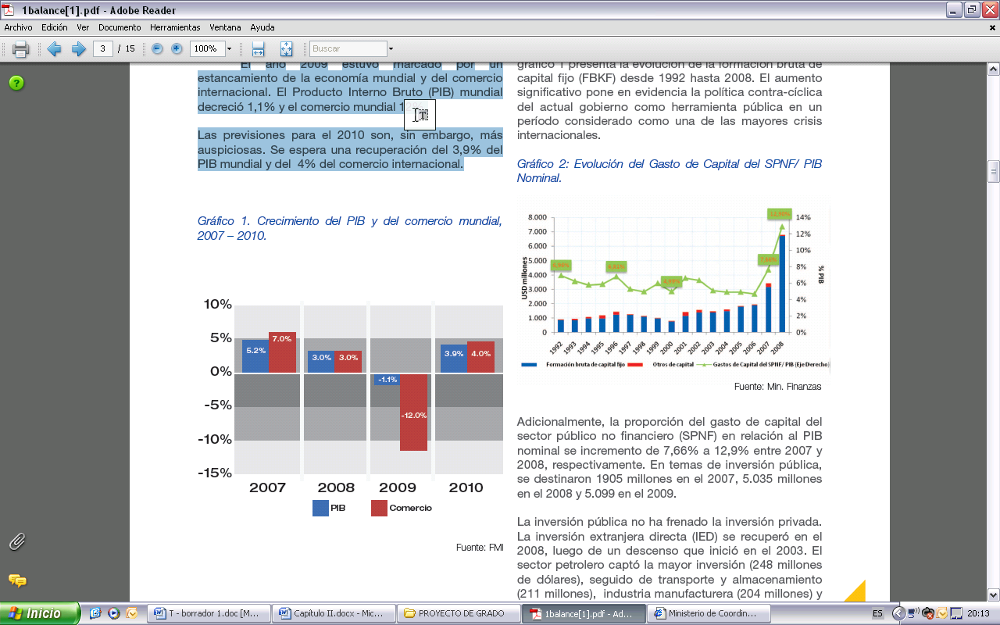 1balance[1].pdf - Adobe Reader
Archivo Edición Ver Documento Herramientas Ventana Ayuda
3 / 15 100% Buscar
El año 2009 estuvo marcado por un
estancamiento de la economía mundial y del comercio
internacional. El Producto Interno Bruto (PIB) mundial
decreció 1,1% y el comercio mundial
Las previsiones para el 2010 son, sin embargo, más
auspiciosas. Se espera una recuperación del 3,9% del
PIB mundial y del 4% del comercio internacional.
Gráfico 1. Crecimiento del PIB y del comercio mundial,
2007 – 2010.
10%
5%
0%
-5%
-10%
-15%
5.2% 7.0% 3.0% 3.0% -1.1% -12.0% 3.9% 4.0%
2007 2008 2009 2010
PIB Comercio
Fuente: FMI
gráfico 1 presenta la evolución de la formación bruta de
capital fijo (FBKF) desde 1992 hasta 2008. El aumento
significativo pone en evidencia la política contra-cíclica
del actual gobierno como herramienta pública en un
período considerado como una de las mayores crisis
internacionales.
Gráfico 2: Evolución del Gasto de Capital del SPNF/ PIB
Nominal.
USD millones
8.000
7.000
6.000
5.000
4.000
3.000
2.000
1.000
0
14%
12%
10%
8%
6%
4%
2%
0%
% PIB
1992 1993 1994 1995 1996 1997 1998 1999 2000 2001 2002 2003 2004 2005 2006 2007 2008
Formación bruta de capital fijo Otros de capital Gastos de Capital del SPNF/ PIB (Eje Derecho)
Fuente: Min. Finanzas
Adicionalmente, la proporción del gasto de capital del
sector público no financiero (SPNF) en relación al PIB
nominal se incremento de 7,66% a 12,9% entre 2007 y
2008, respectivamente. En temas de inversión pública,
se destinaron 1905 millones en el 2007, 5.035 millones
en el 2008 y 5.099 en el 2009.
La inversión pública no ha frenado la inversión privada.
La inversión extranjera directa (IED) se recuperó en el
2008, luego de un descenso que inició en el 2003. El
sector petrolero captó la mayor inversión (248 millones
de dólares), seguido de transporte y almacenamiento
(211 millones), industria manufacturera (204 millones) y
Inicio
T - borrador 1.doc [M...
Capítulo II.docx - Mic...
PROYECTO DE GRADO
1balance[1].pdf - Ad...
Ministerio de Coordin...
ES
20:13